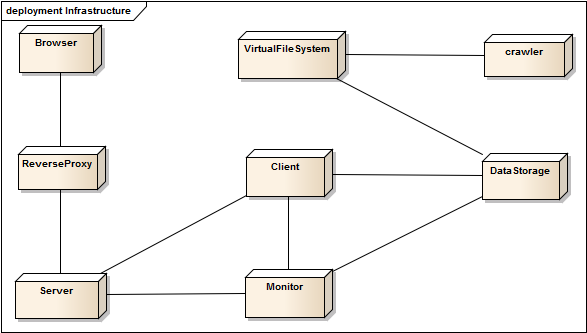 deployment Infrastructure
Browser
VirtualFileSystem
crawler
ReverseProxy
Client
DataStorage
Server
Monitor